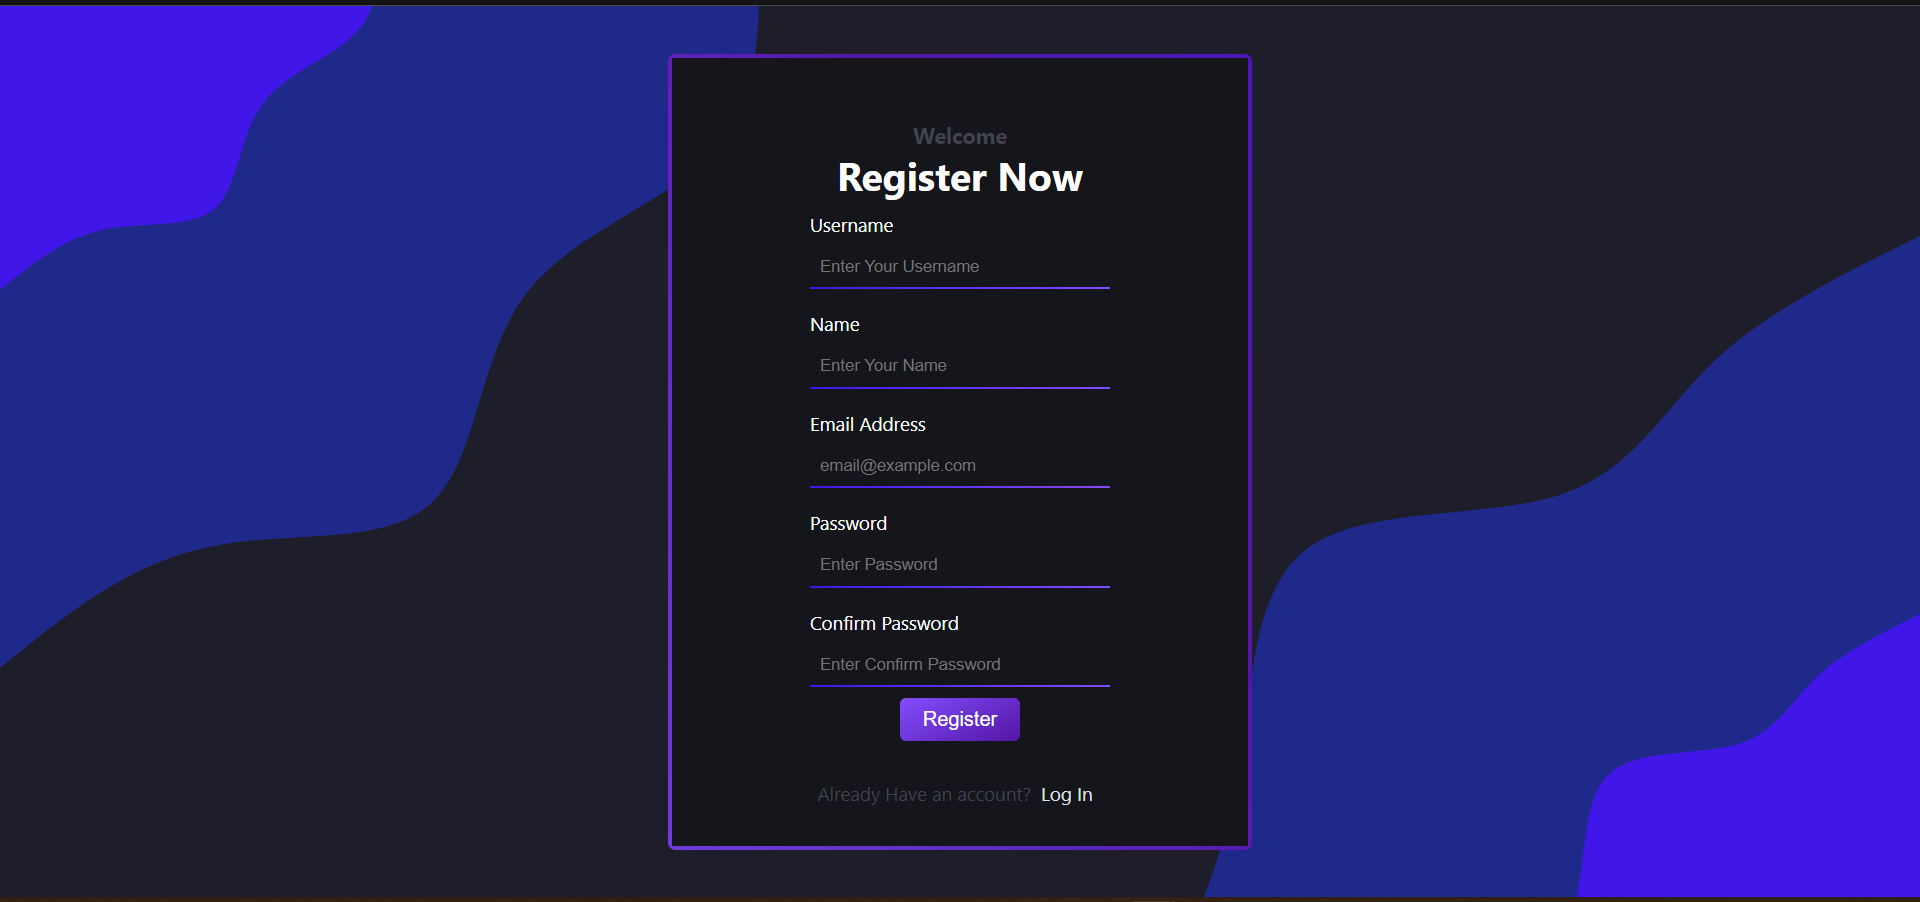 Welcome
Register Now
Username
Enter Your Username
Name
Enter Your Name
Email Address
email@example.com
Password
Enter Password
Confirm Password
Enter Confirm Password
Register
Already Have an account? Log In